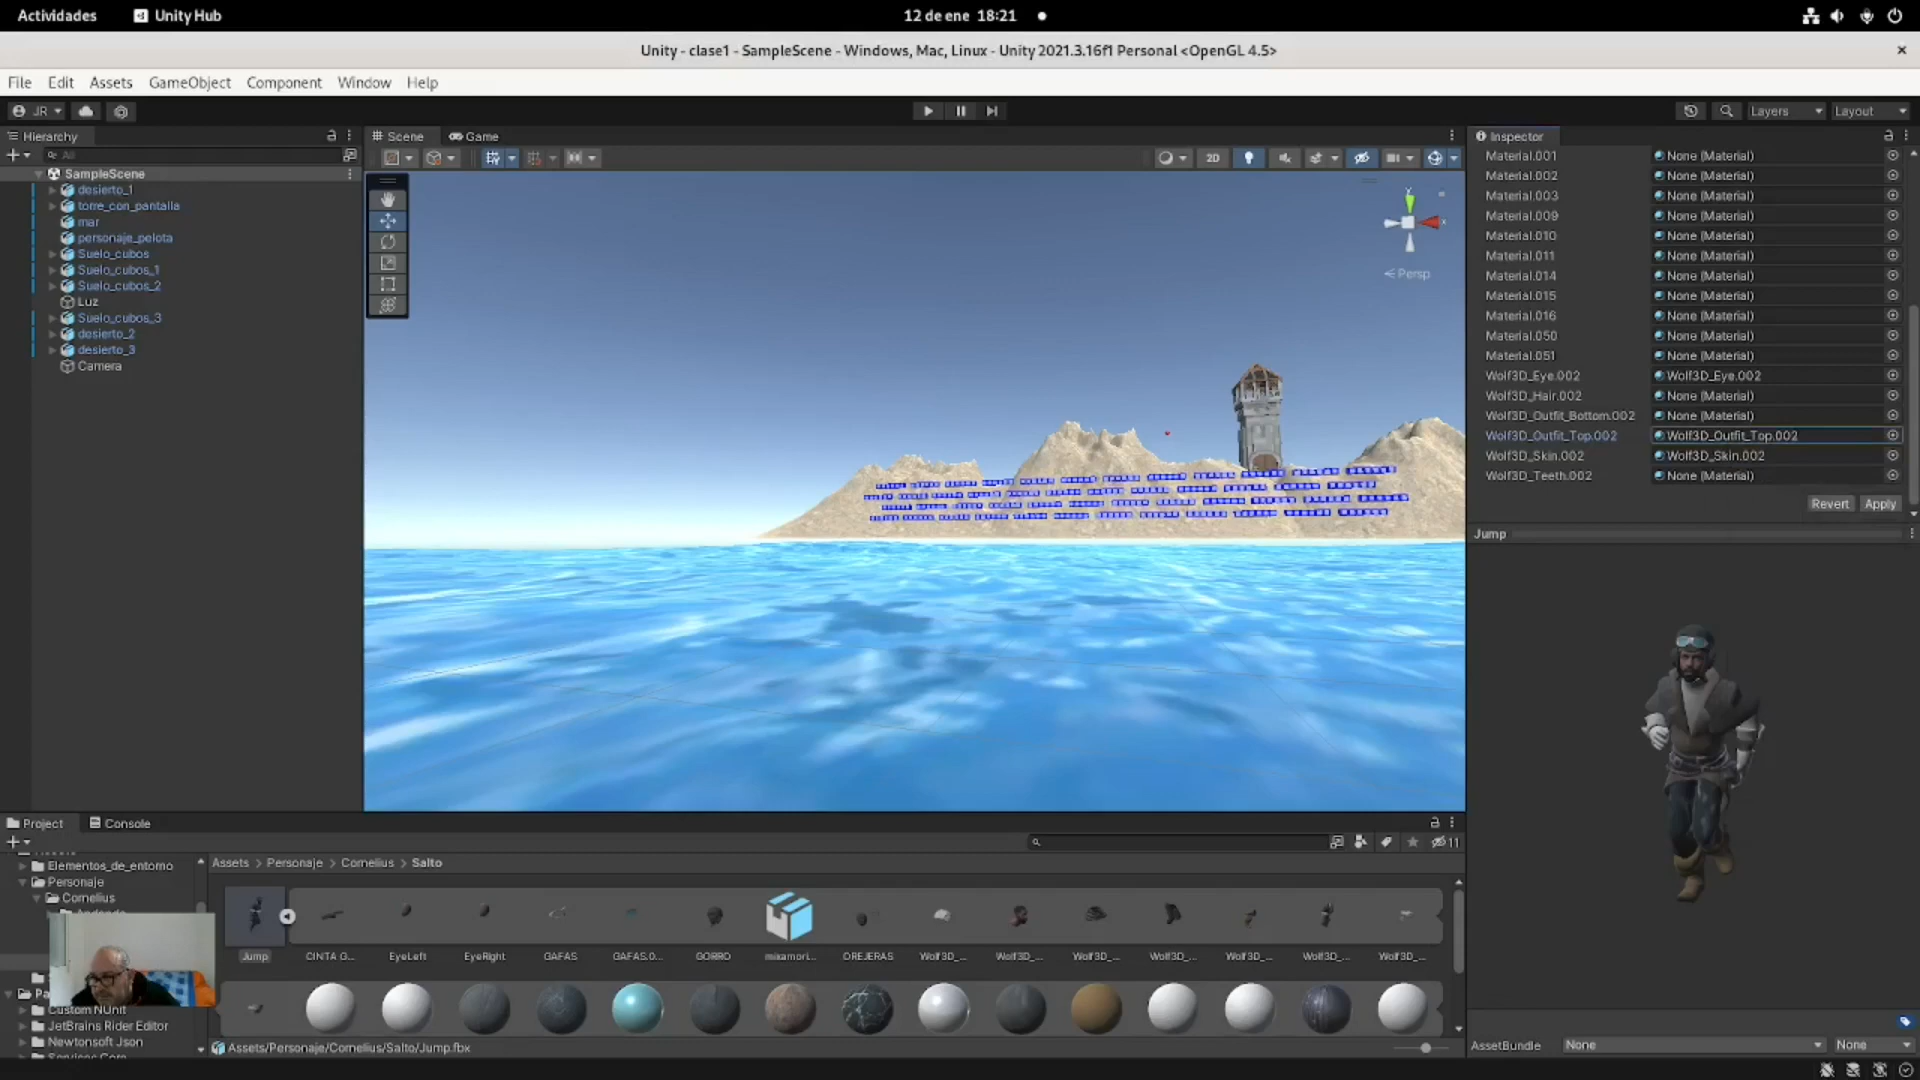 Actividades
Unity Hub
12 de ene 18:21
Unity - clase1 - SampleScene - Windows, Mac, Linux - Unity 2021.3.16f1 Personal <OpenGL 4.5>
File Edit Assets GameObject Component Window Help
JR
Layers
Layout
Hierarchy
All
SampleScene
desierto_1
torre_con_pantalla
mar
personaje_pelota
Suelo_cubos
Suelo_cubos_1
Suelo_cubos_2
Luz
Suelo_cubos_3
desierto_2
desierto_3
Camera
Scene
Game
2D
Y
Persp
Inspector
Material.001 None (Material)
Material.002 None (Material)
Material.003 None (Material)
Material.009 None (Material)
Material.010 None (Material)
Material.011 None (Material)
Material.014 None (Material)
Material.015 None (Material)
Material.016 None (Material)
Material.050 None (Material)
Material.051 None (Material)
Wolf3D_Eye.002 Wolf3D_Eye.002
Wolf3D_Hair.002 None (Material)
Wolf3D_Outfit_Bottom.002 None (Material)
Wolf3D_Outfit_Top.002 Wolf3D_Outfit_Top.002
Wolf3D_Skin.002 Wolf3D_Skin.002
Wolf3D_Teeth.002 None (Material)
Revert Apply
Jump
Project
Console
11
Elementos_de_entorno
Personaje
Cornelius
Pa
Custom NUnit
JetBrains Rider Editor
Newtonsoft Json
Services Core
Assets > Personaje > Cornelius > Salto
Jump
CINTA G...
EyeLeft
EyeRight
GAFAS
GAFAS.0...
GORRO
mixamori...
OREJERAS
Wolf3D_...
Wolf3D_...
Wolf3D_...
Wolf3D_...
Wolf3D_...
Wolf3D_...
Wolf3D_...
Assets/Personaje/Cornelius/Salto/Jump.fbx
AssetBundle None None